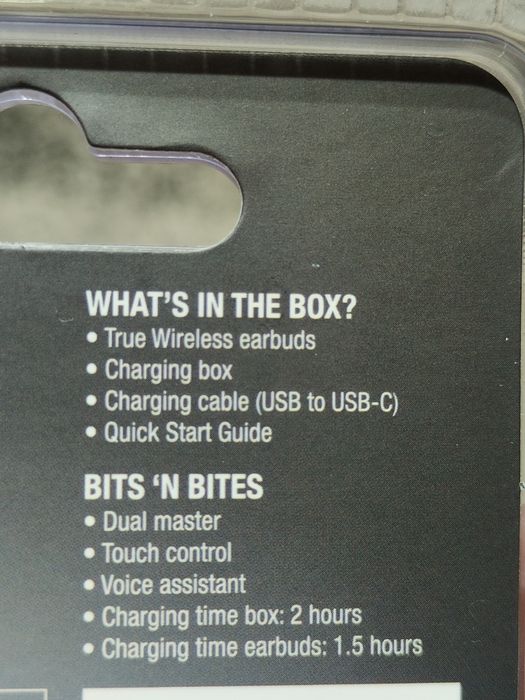 WHAT'S IN THE BOX?
• True Wireless earbuds
• Charging box
• Charging cable (USB to USB-C)
• Quick Start Guide
BITS ‘N BITES
• Dual master
• Touch control
• Voice assistant
• Charging time box: 2 hours
• Charging time earbuds: 1.5 hours